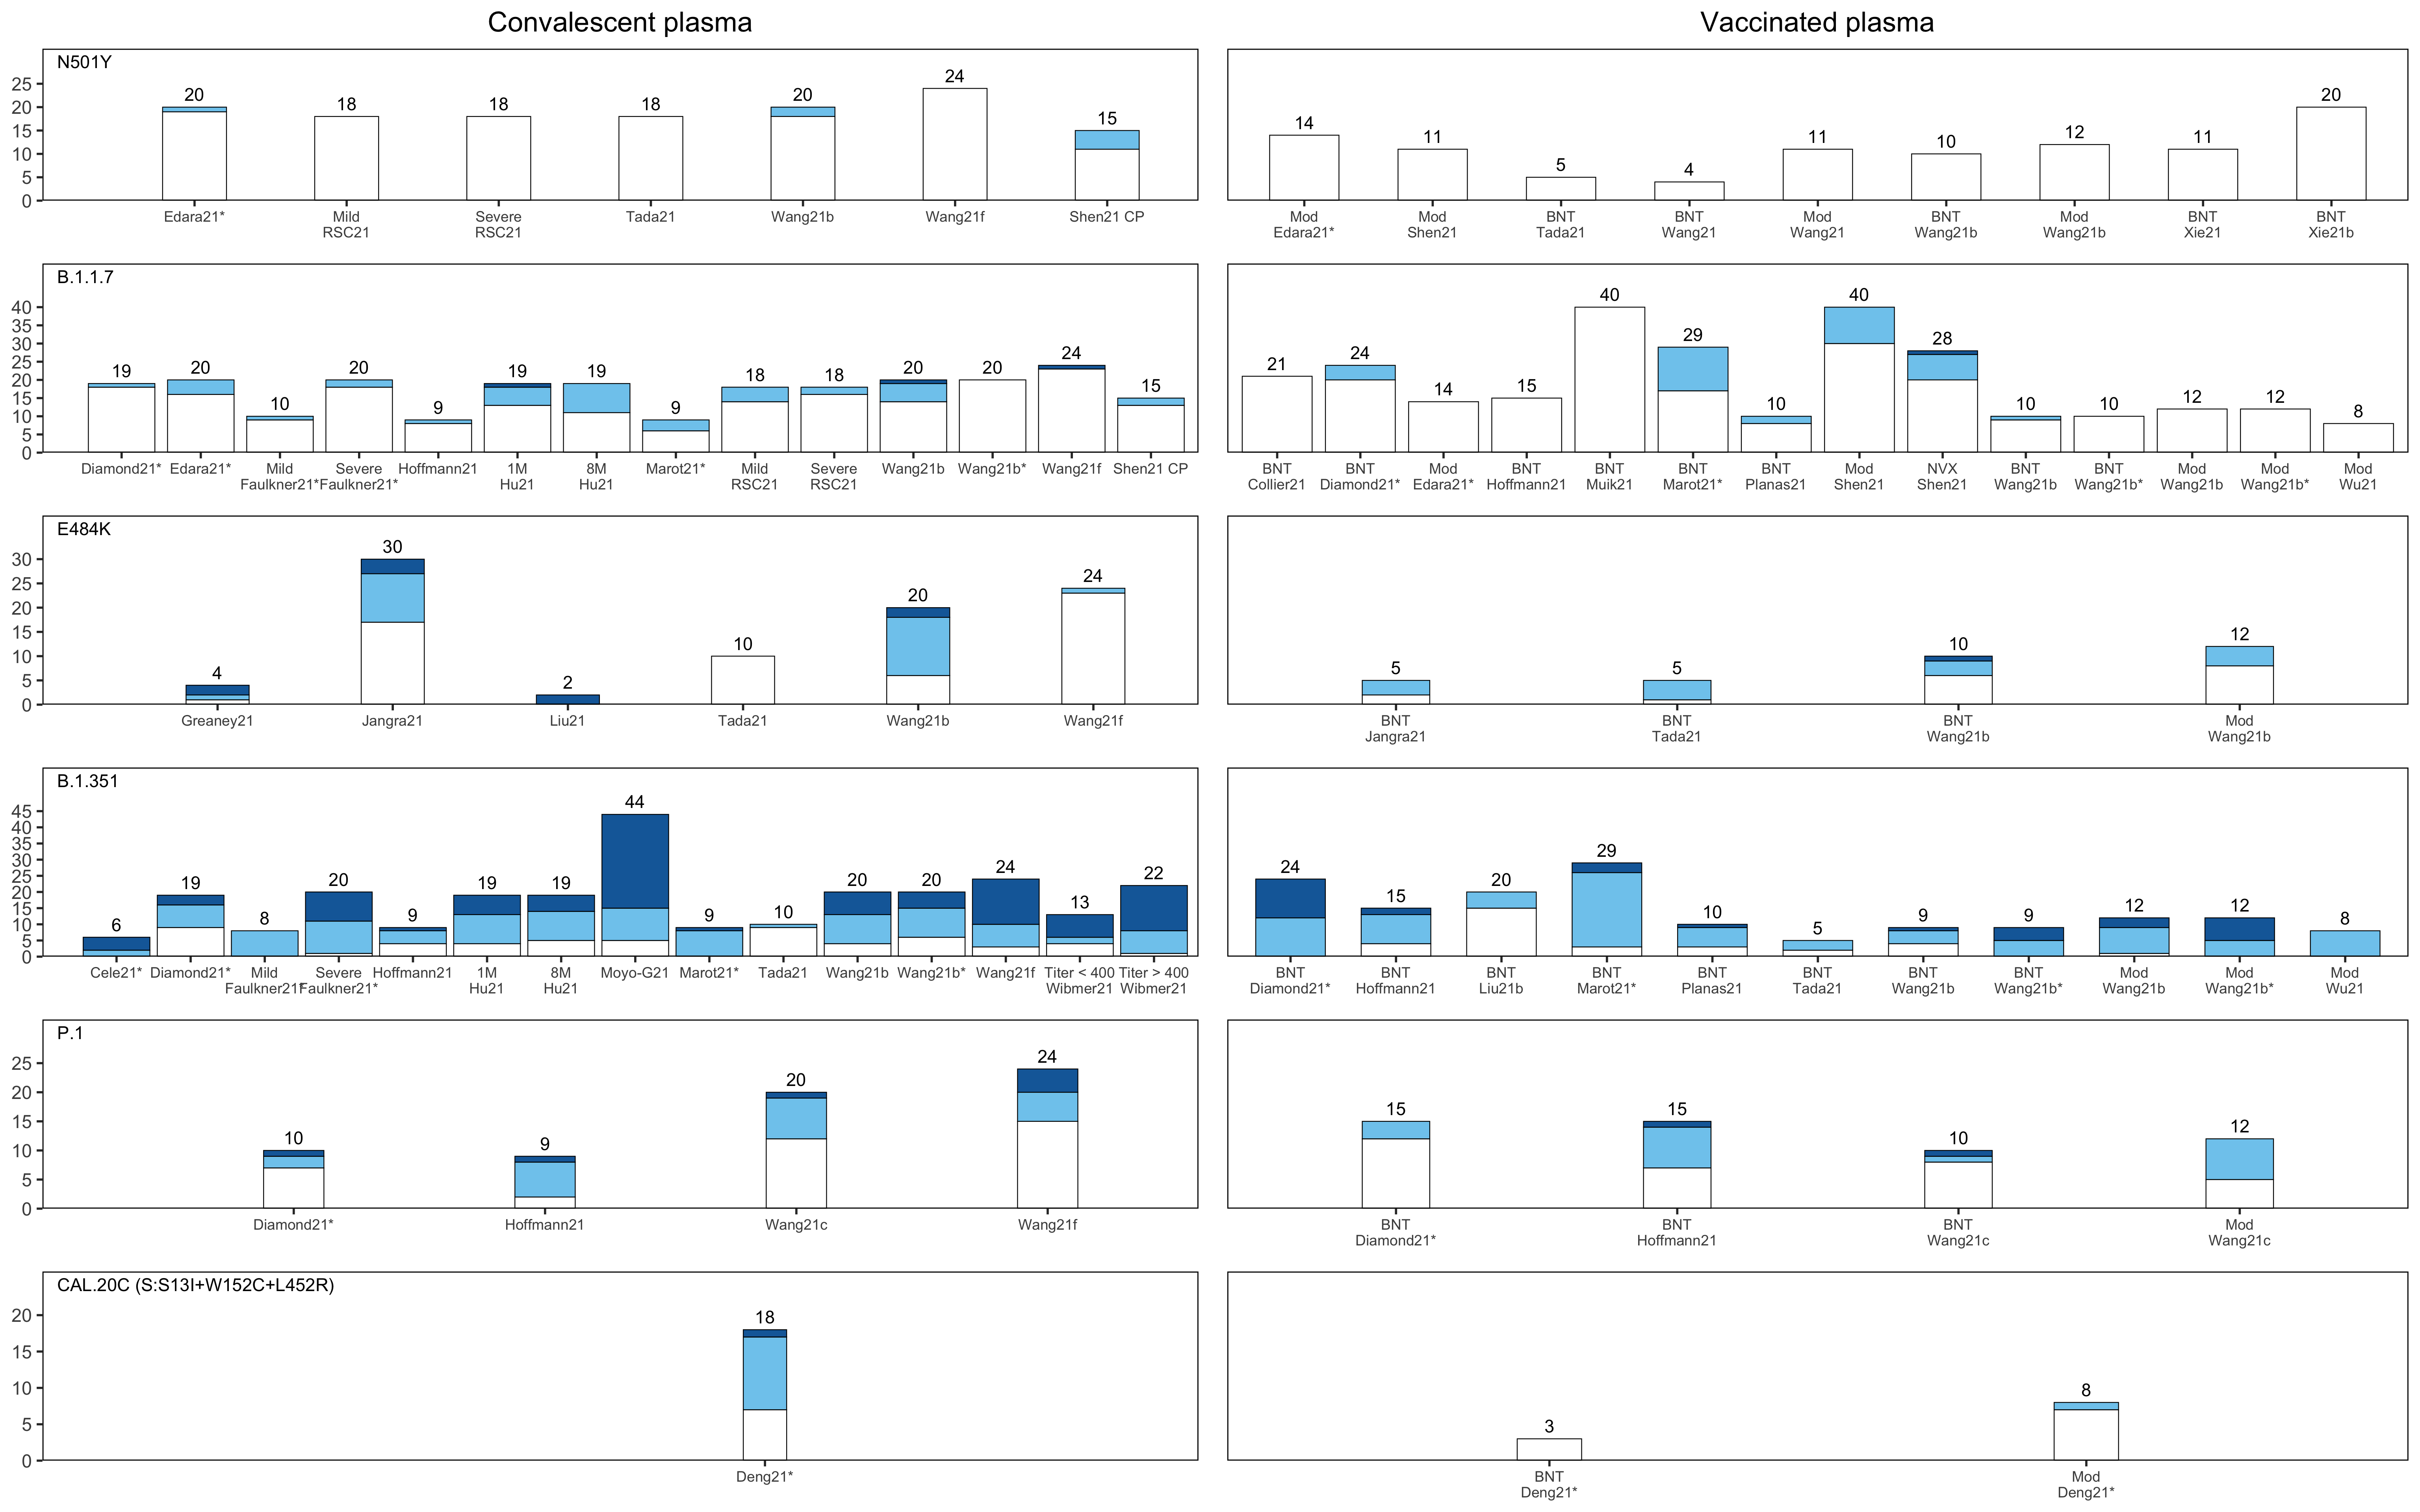 Convalescent plasma
Vaccinated plasma
N501Y
25
20
15
10
5
0
20 18 18 18 20 24 15
Edara21* Mild Severe Tada21 Wang21b Wang21f Shen21 CP
RSC21 RSC21
14 11 5 4 11 10 12 11 20
Mod Mod BNT BNT Mod BNT Mod BNT BNT
Edara21* Shen21 Tada21 Wang21 Wang21 Wang21b Wang21b Xie21 Xie21b
B.1.1.7
40
35
30
25
20
15
10
5
0
19 20 10 20 9 19 19 9 18 18 20 20 24 15
Diamond21* Edara21* Mild Severe Hoffmann21 1M 8M Marot21* Mild Severe Wang21b Wang21b* Wang21f Shen21 CP
Faulkner21* Faulkner21* Hu21 Hu21 RSC21 RSC21
21 24 14 15 40 29 10 40 28 10 10 12 12 8
BNT BNT Mod BNT BNT BNT BNT Mod NVX BNT BNT Mod Mod Mod
Collier21 Diamond21* Edara21* Hoffmann21 Muik21 Marot21* Planas21 Shen21 Shen21 Wang21b Wang21b* Wang21b Wang21b* Wu21
E484K
30
25
20
15
10
5
0
4 30 2 10 20 24
Greaney21 Jangra21 Liu21 Tada21 Wang21b Wang21f
5 5 10 12
BNT BNT BNT Mod
Jangra21 Tada21 Wang21b Wang21b
B.1.351
45
40
35
30
25
20
15
10
5
0
6 19 8 20 9 19 19 44 9 10 20 20 24 13 22
Cele21* Diamond21* Mild Severe Hoffmann21 1M 8M Moyo-G21 Marot21* Tada21 Wang21b Wang21b* Wang21f Titer < 400 Titer > 400
Faulkner21* Faulkner21* Hu21 Hu21 Wibmer21 Wibmer21
24 15 20 29 10 5 9 9 12 12 8
BNT BNT BNT BNT BNT BNT BNT BNT Mod Mod Mod
Diamond21* Hoffmann21 Liu21b Marot21* Planas21 Tada21 Wang21b Wang21b* Wang21b Wang21b* Wu21
P.1
25
20
15
10
5
0
10 9 20 24
Diamond21* Hoffmann21 Wang21c Wang21f
15 15 10 12
BNT BNT BNT Mod
Diamond21* Hoffmann21 Wang21c Wang21c
CAL.20C (S:S13I+W152C+L452R)
20
15
10
5
0
18
Deng21*
3 8
BNT Mod
Deng21* Deng21*